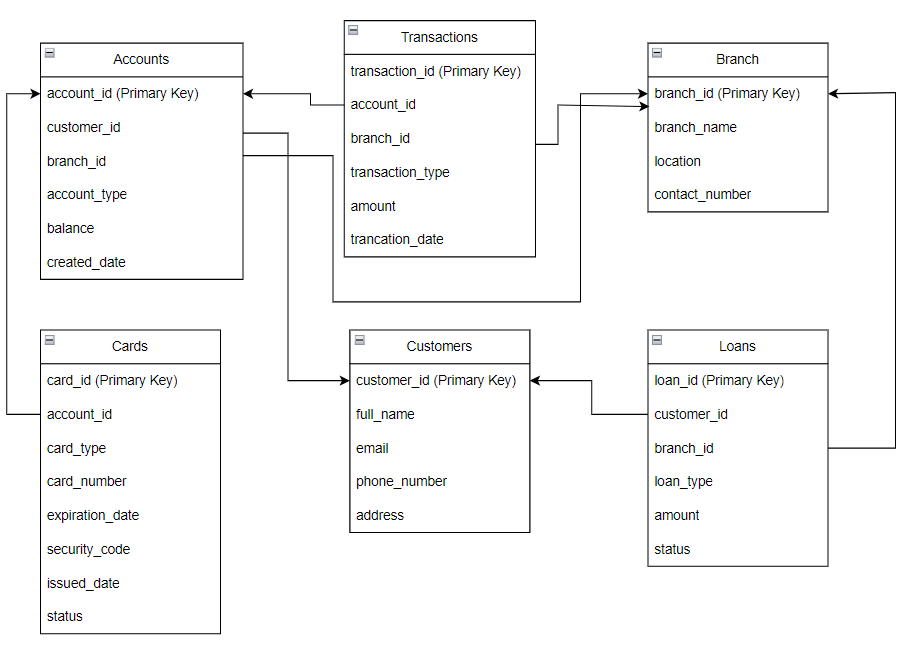 Accounts
account_id (Primary Key)
customer_id
branch_id
account_type
balance
created_date
Transactions
transaction_id (Primary Key)
account_id
branch_id
transaction_type
amount
trancation_date
Branch
branch_id (Primary Key)
branch_name
location
contact_number
Cards
card_id (Primary Key)
account_id
card_type
card_number
expiration_date
security_code
issued_date
status
Customers
customer_id (Primary Key)
full_name
email
phone_number
address
Loans
loan_id (Primary Key)
customer_id
branch_id
loan_type
amount
status